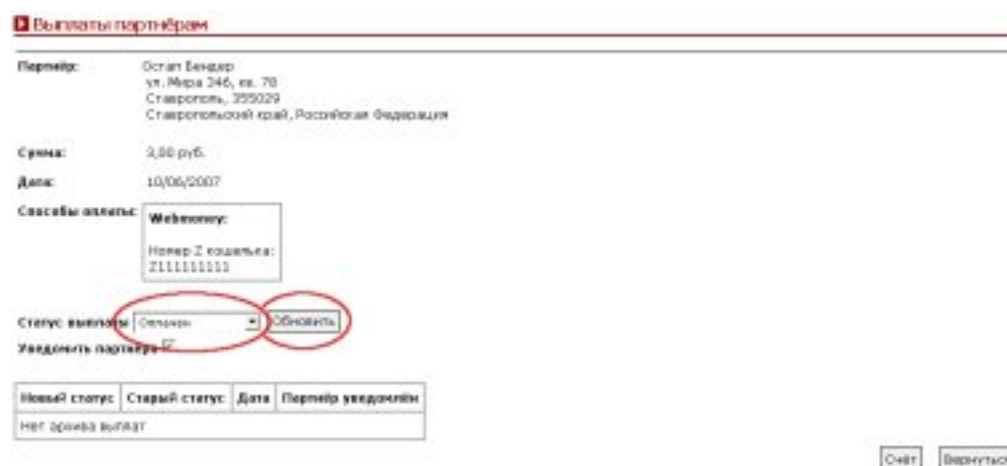 Выплаты партнёрам
Партнёр: Остап Бендер
ул. Мира 346, кв. 78
Ставрополь, 355029
Ставропольский край, Российская Федерация
Сумма: 3,00 руб.
Дата: 10/06/2007
Способы оплаты:
Webmoney:
Номер Z кошелька:
Z111111111
Статус выплаты Оплачен Обновить
Уведомить партнёра
Новый статус Старый статус Дата Партнёр уведомлён
Нет архива выплат
Счёт Вернуться